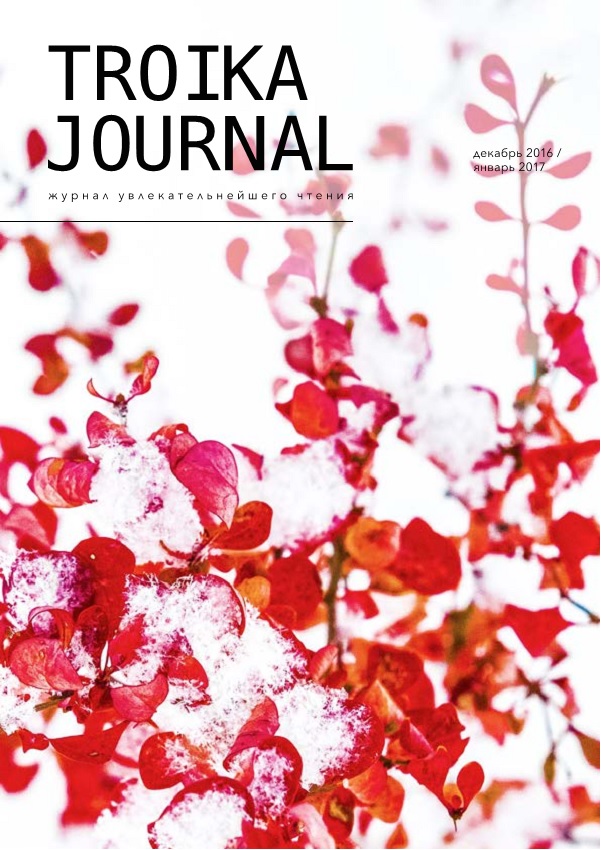 TROIKA
JOURNAL
декабрь 2016 /
январь 2017
журнал увлекательнейшего чтения